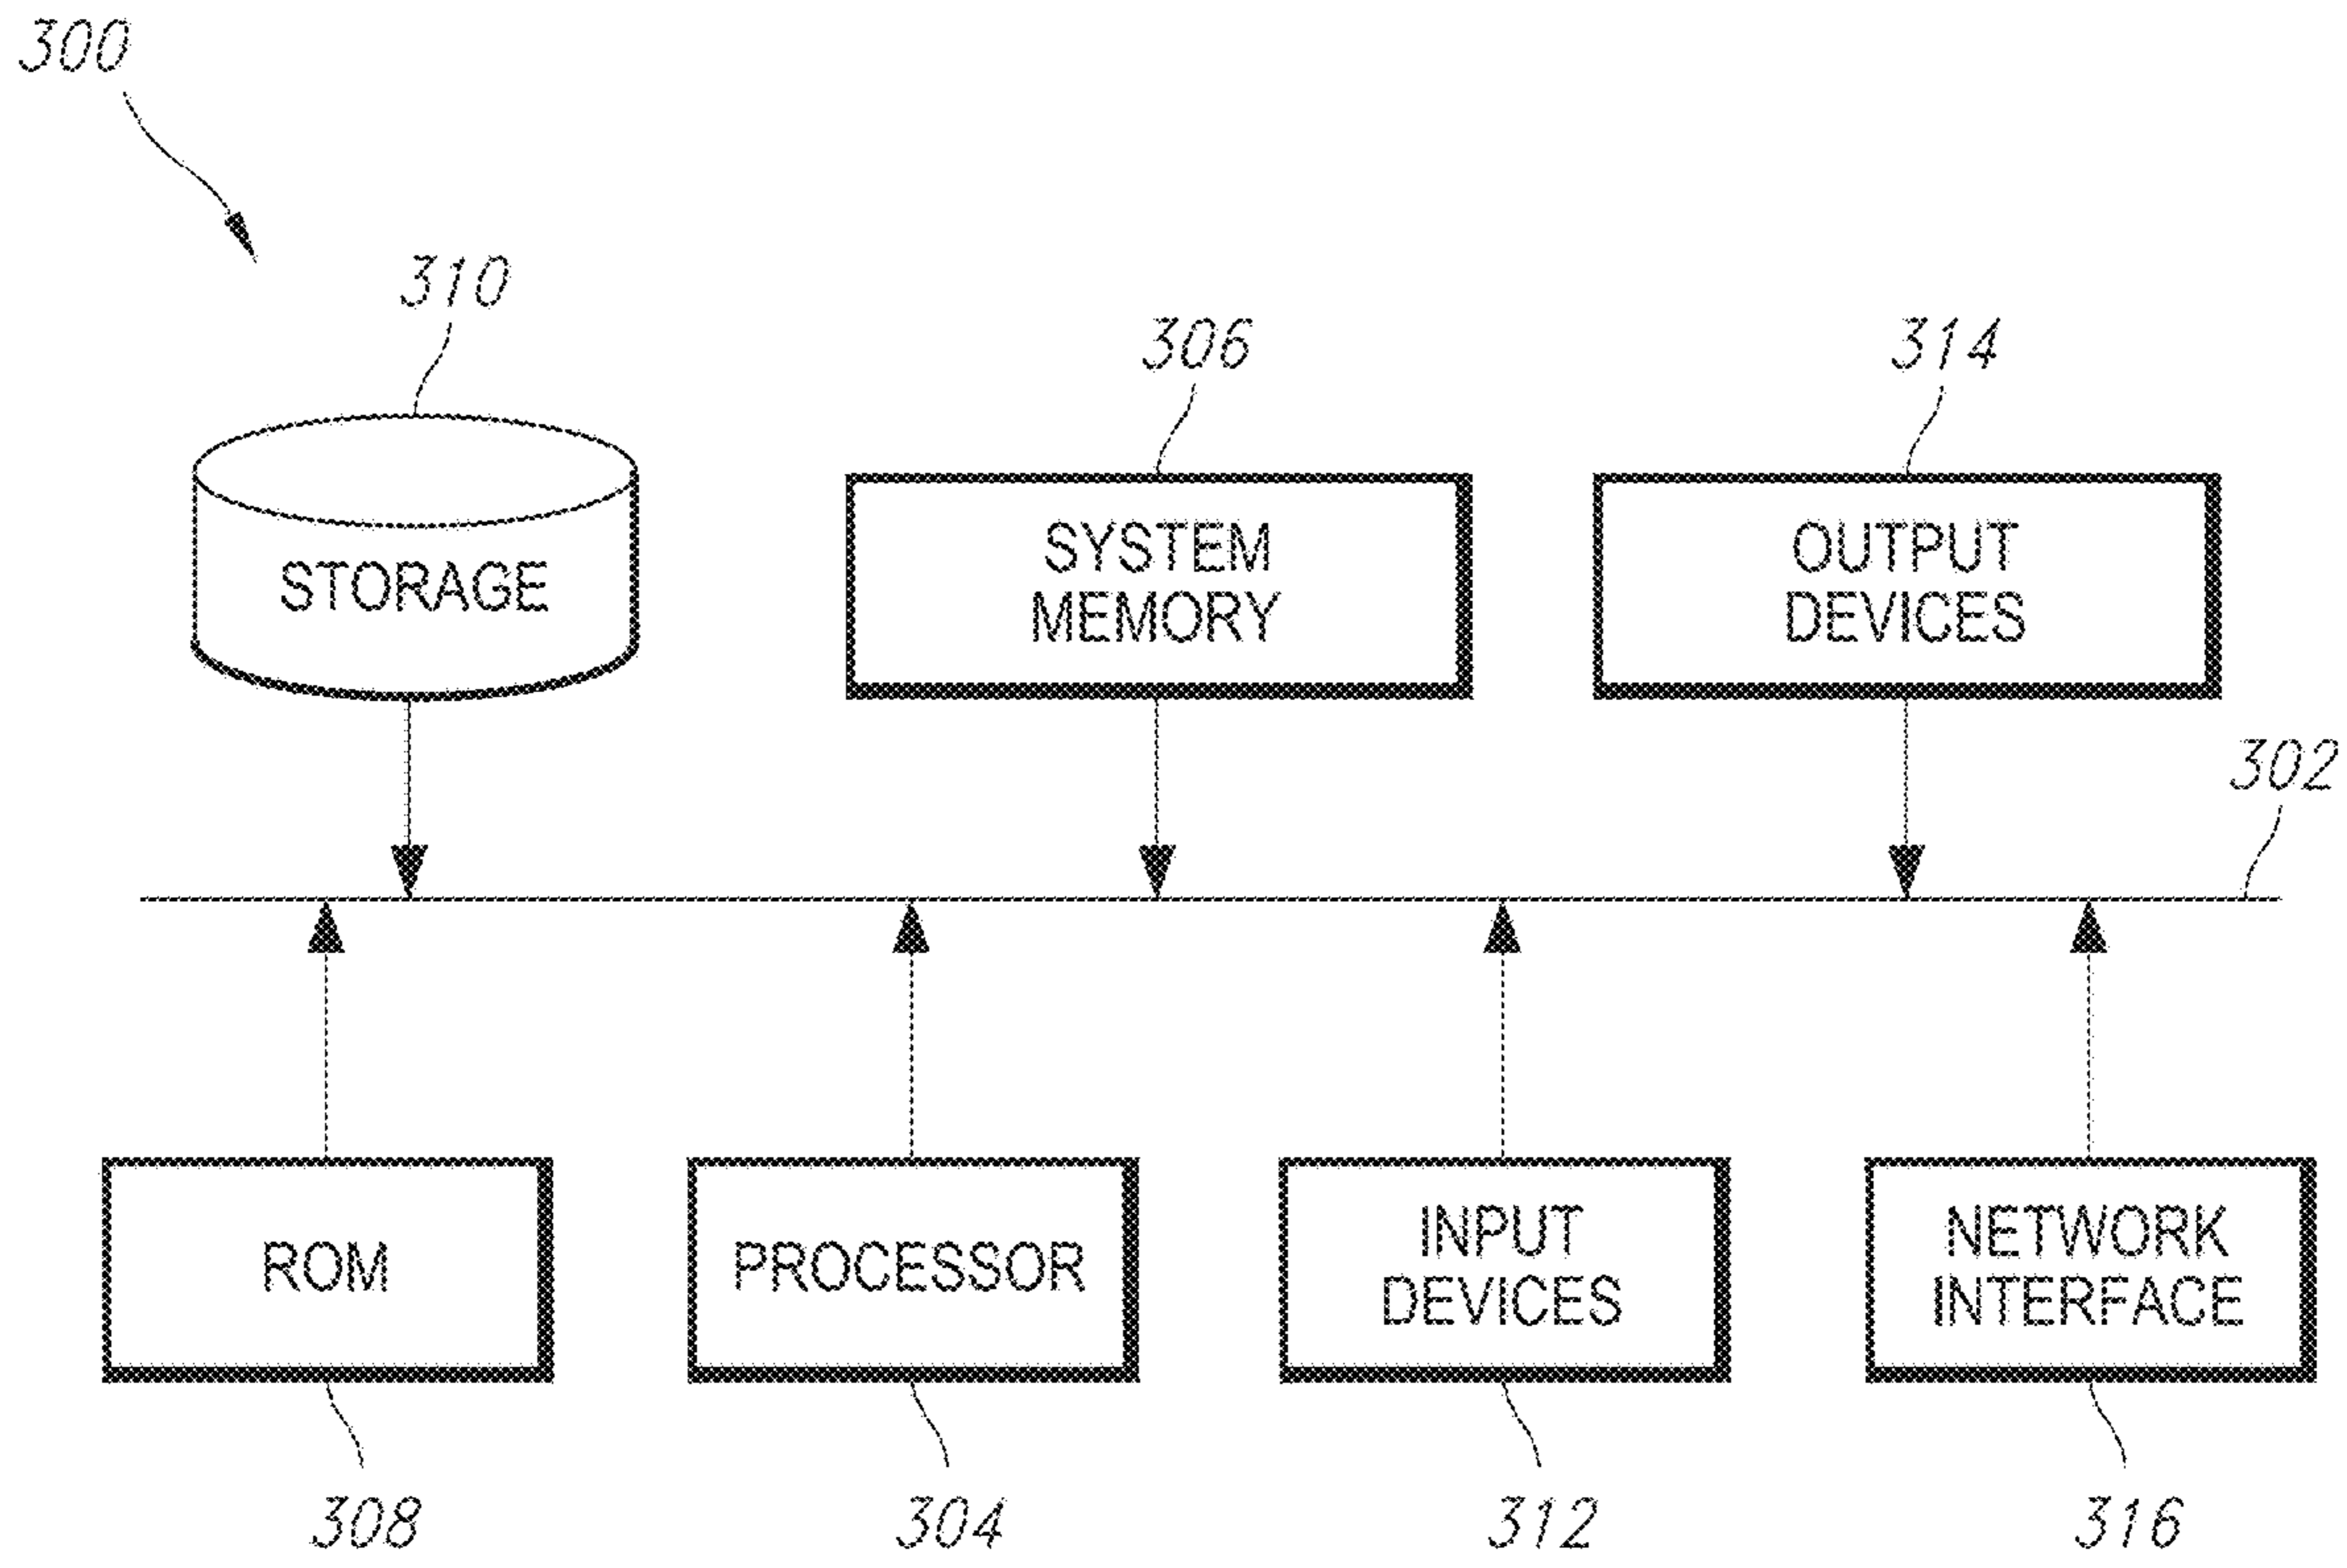 300
310
306
314
STORAGE
SYSTEM
MEMORY
OUTPUT
DEVICES
302
ROM
PROCESSOR
INPUT
DEVICES
NETWORK
INTERFACE
308
304
312
316